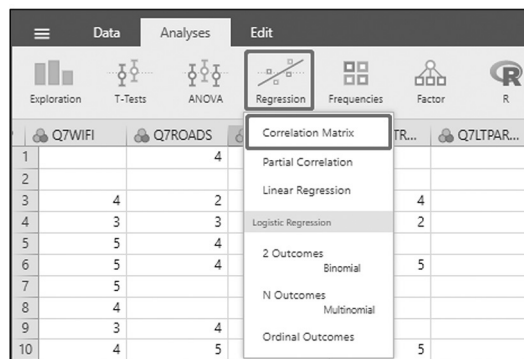 Data Analyses Edit
Exploration T-Tests ANOVA Regression Frequencies Factor R
Q7WIFI Q7ROADS TR... Q7LTPAR...
Correlation Matrix
Partial Correlation
Linear Regression
Logistic Regression
2 Outcomes
Binomial
N Outcomes
Multinomial
Ordinal Outcomes
1 4
2
3 4 2 4
4 3 3 2
5 5 4
6 5 4 5
7 5
8 4
9 3 4
10 4 5 5